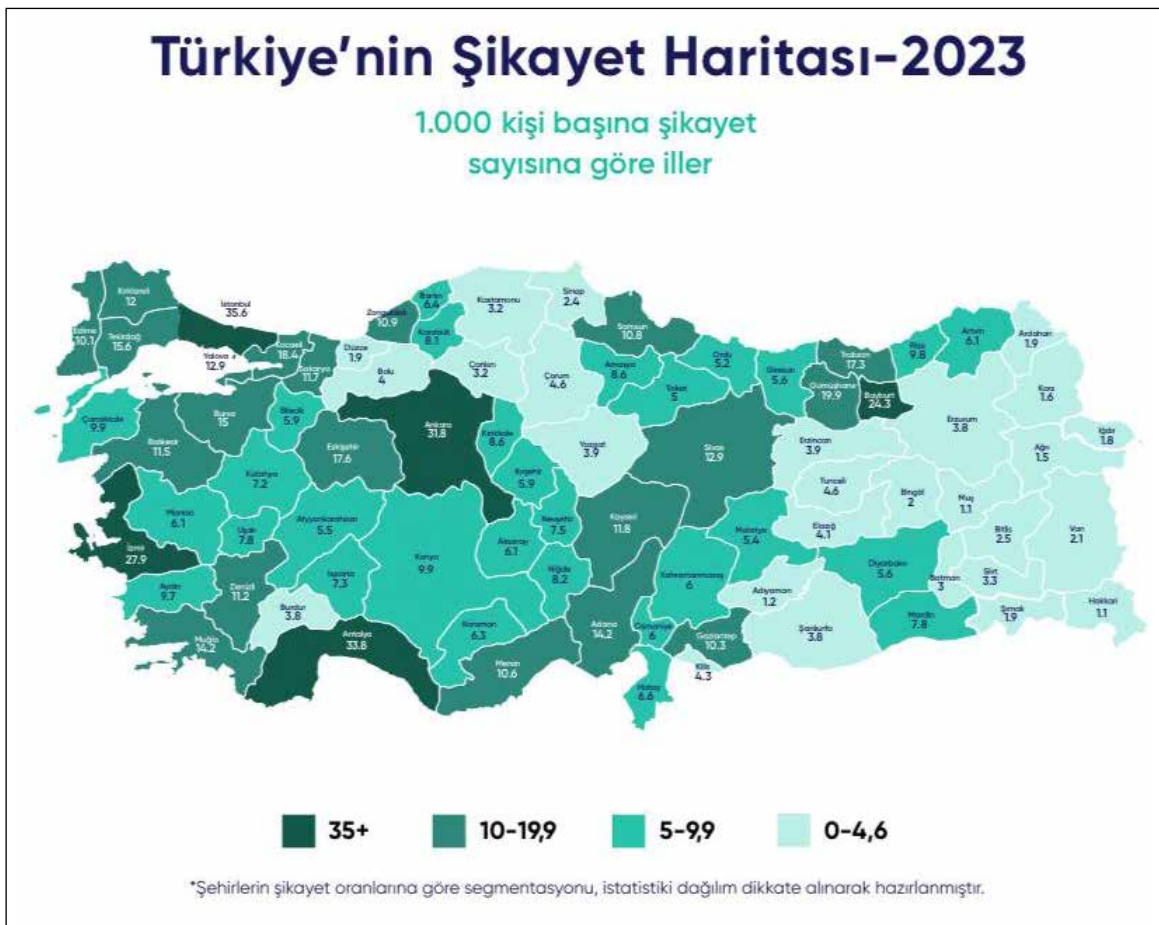 Türkiye'nin Şikayet Haritası-2023
1.000 kişi başına şikayet
sayısına göre iller
Kırklareli
12
Edirne
10.1
Tekirdağ
15.6
İstanbul
35.6
Yalova
12.9
Kocaeli
18.4
Sakarya
11.7
Düzce
1.9
Bolu
4
Zonguldak
10.9
Bartın
6.4
Karabük
8.1
Kastamonu
3.2
Sinop
2.4
Çankırı
3.2
Çorum
4.6
Samsun
10.8
Amasya
8.6
Tokat
5
Ordu
5.2
Giresun
5.6
Trabzon
17.3
Gümüşhane
19.9
Bayburt
24.3
Rize
9.8
Artvin
6.1
Ardahan
1.9
Kars
1.6
Iğdır
1.8
Ağrı
1.5
Erzurum
3.8
Erzincan
3.9
Tunceli
4.6
Bingöl
2
Muş
1.1
Bitlis
2.5
Van
2.1
Hakkari
1.1
Şırnak
1.9
Siirt
3.3
Batman
3
Mardin
7.8
Diyarbakır
5.6
Elazığ
4.1
Malatya
5.4
Adıyaman
1.2
Şanlıurfa
3.8
Gaziantep
10.3
Kilis
4.3
Hatay
6.6
Osmaniye
6
Kahramanmaraş
6
Adana
14.2
Mersin
10.6
Karaman
6.3
Konya
9.9
Niğde
8.2
Aksaray
6.1
Nevşehir
7.5
Kayseri
11.8
Sivas
12.9
Yozgat
3.9
Kırşehir
5.9
Kırıkkale
8.6
Ankara
31.8
Eskişehir
17.6
Bilecik
5.9
Bursa
15
Çanakkale
9.9
Balıkesir
11.5
Kütahya
7.2
Manisa
6.1
Uşak
7.8
Afyonkarahisar
5.5
İzmir
27.9
Aydın
9.7
Denizli
11.2
Isparta
7.3
Burdur
3.8
Muğla
14.2
Antalya
33.8
35+
10-19,9
5-9,9
0-4,6
*Şehirlerin şikayet oranlarına göre segmentasyonu, istatistiki dağılım dikkate alınarak hazırlanmıştır.